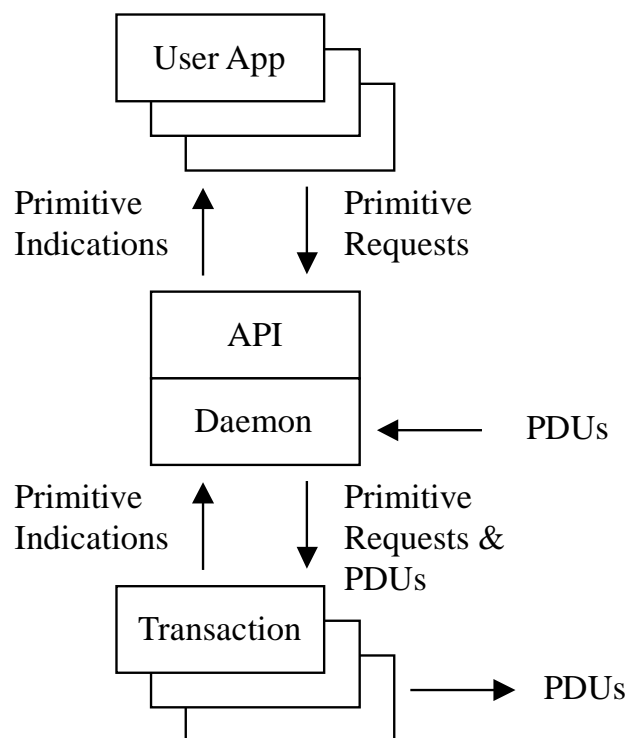 User App
Primitive
Indications
Primitive
Requests
API
Daemon
PDUs
Primitive
Indications
Primitive
Requests &
PDUs
Transaction
PDUs